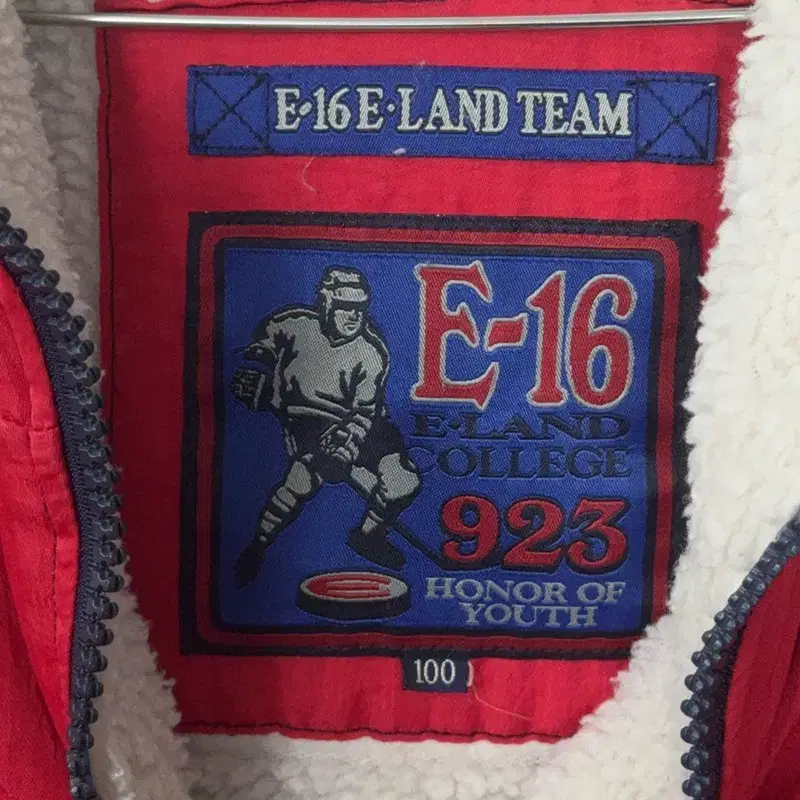 E-16 E·LAND TEAM
E-16
E·LAND
COLLEGE
923
HONOR OF
YOUTH
E
100